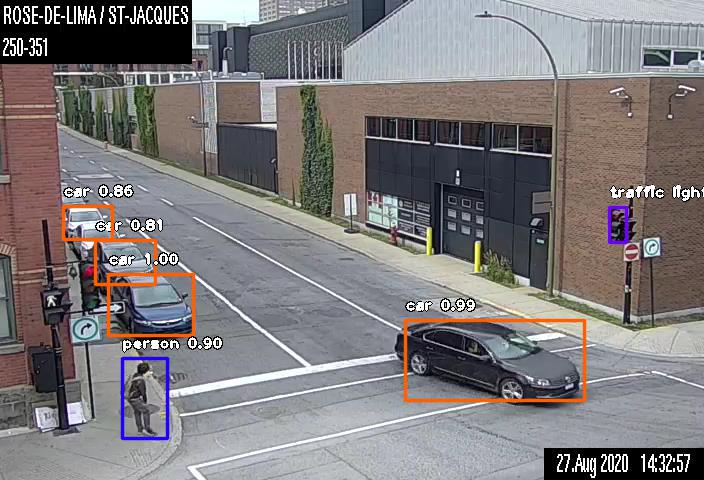 ROSE-DE-LIMA / ST-JACQUES
250-351
car 0.86
traffic light
car 0.81
car 1.00
car 0.99
person 0.90
27.Aug 2020 14:32:57